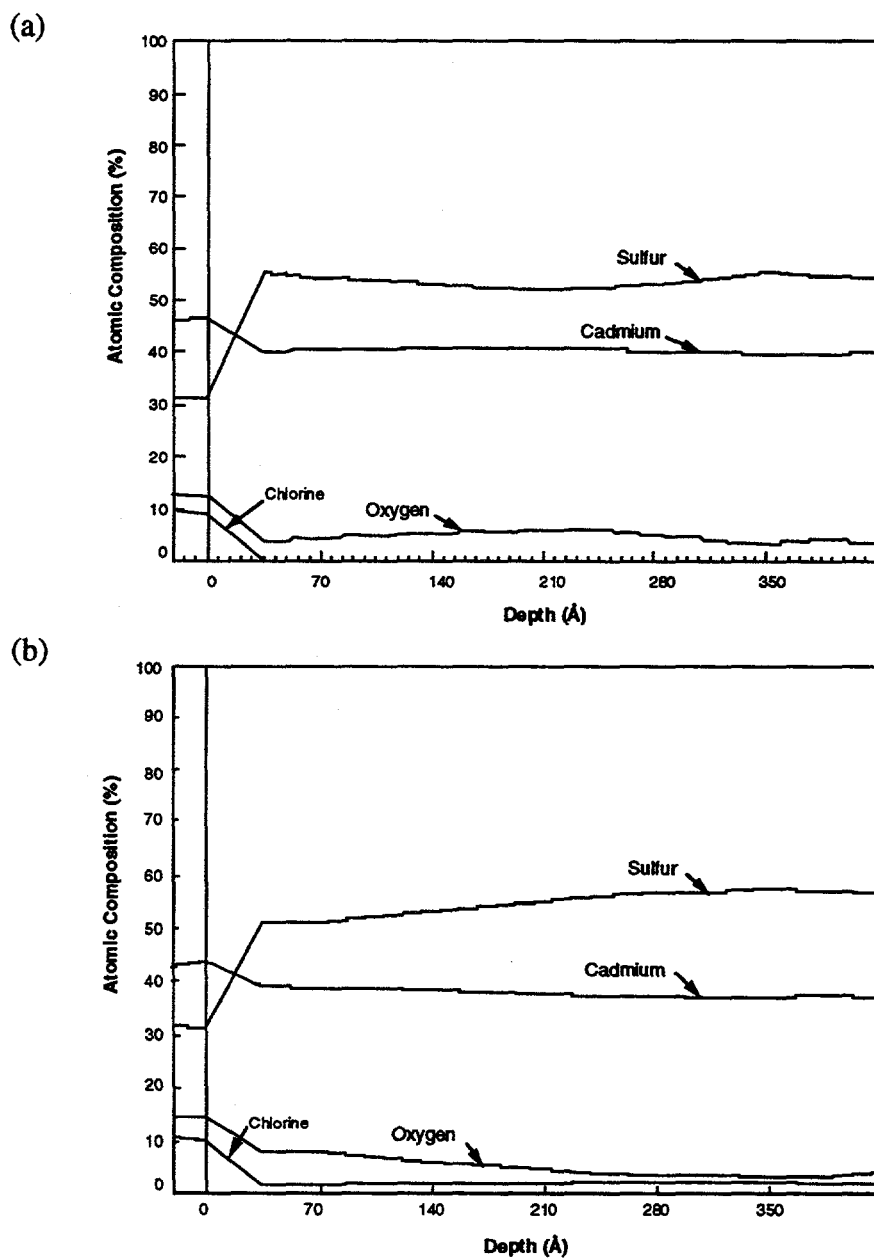 (a)
100
90
80
70
60
50
40
30
20
10
0
Atomic Composition (%)
Sulfur
Cadmium
Chlorine
Oxygen
0 70 140 210 280 350
Depth (Å)
(b)
100
90
80
70
60
50
40
30
20
10
0
Atomic Composition (%)
Sulfur
Cadmium
Chlorine
Oxygen
0 70 140 210 280 350
Depth (Å)